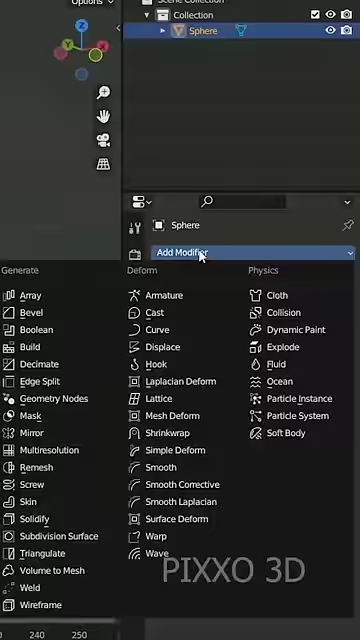 Options
Scene Collection
Collection
Sphere
Z
Y
Sphere
Add Modifier
Generate
Array
Bevel
Boolean
Build
Decimate
Edge Split
Geometry Nodes
Mask
Mirror
Multiresolution
Remesh
Screw
Skin
Solidify
Subdivision Surface
Triangulate
Volume to Mesh
Weld
Wireframe
Deform
Armature
Cast
Curve
Displace
Hook
Laplacian Deform
Lattice
Mesh Deform
Shrinkwrap
Simple Deform
Smooth
Smooth Corrective
Smooth Laplacian
Surface Deform
Warp
Wave
Physics
Cloth
Collision
Dynamic Paint
Explode
Fluid
Ocean
Particle Instance
Particle System
Soft Body
PIXXO 3D
240 250